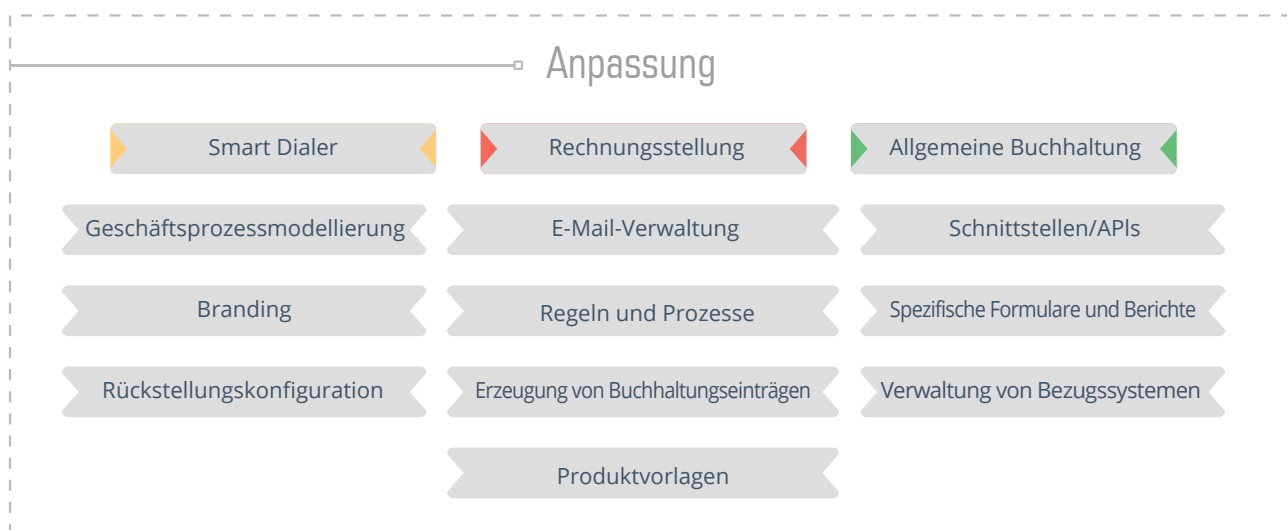 Anpassung
Smart Dialer
Rechnungsstellung
Allgemeine Buchhaltung
Geschäftsprozessmodellierung
E-Mail-Verwaltung
Schnittstellen/APls
Branding
Regeln und Prozesse
Spezifische Formulare und Berichte
Rückstellungskonfiguration
Erzeugung von Buchhaltungseinträgen
Verwaltung von Bezugssystemen
Produktvorlagen